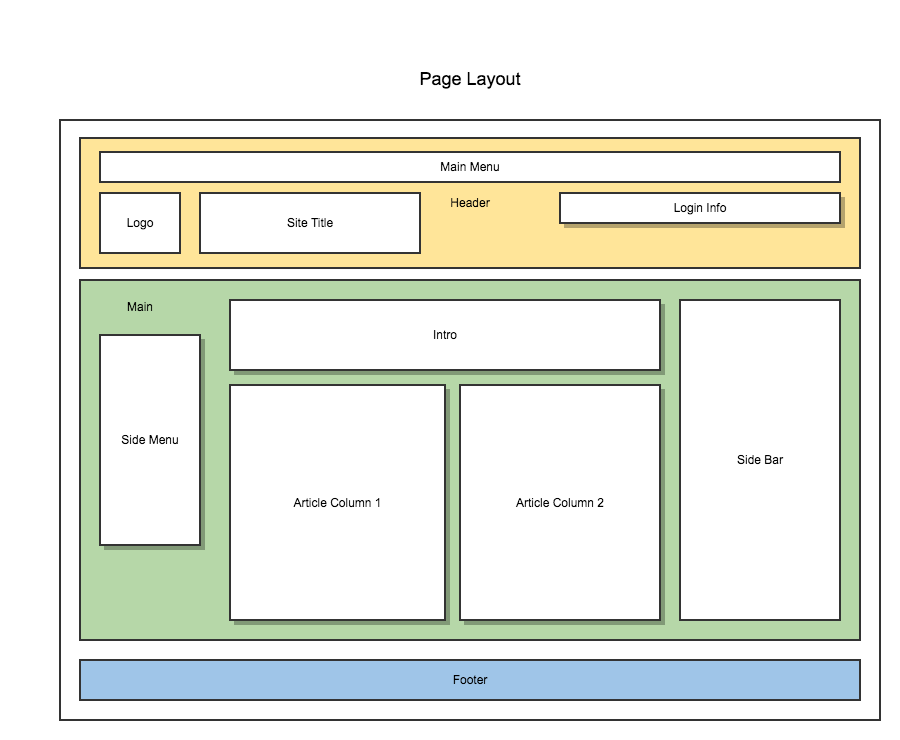 Page Layout
Main Menu
Logo
Site Title
Header
Login Info
Main
Intro
Side Menu
Article Column 1
Article Column 2
Side Bar
Footer